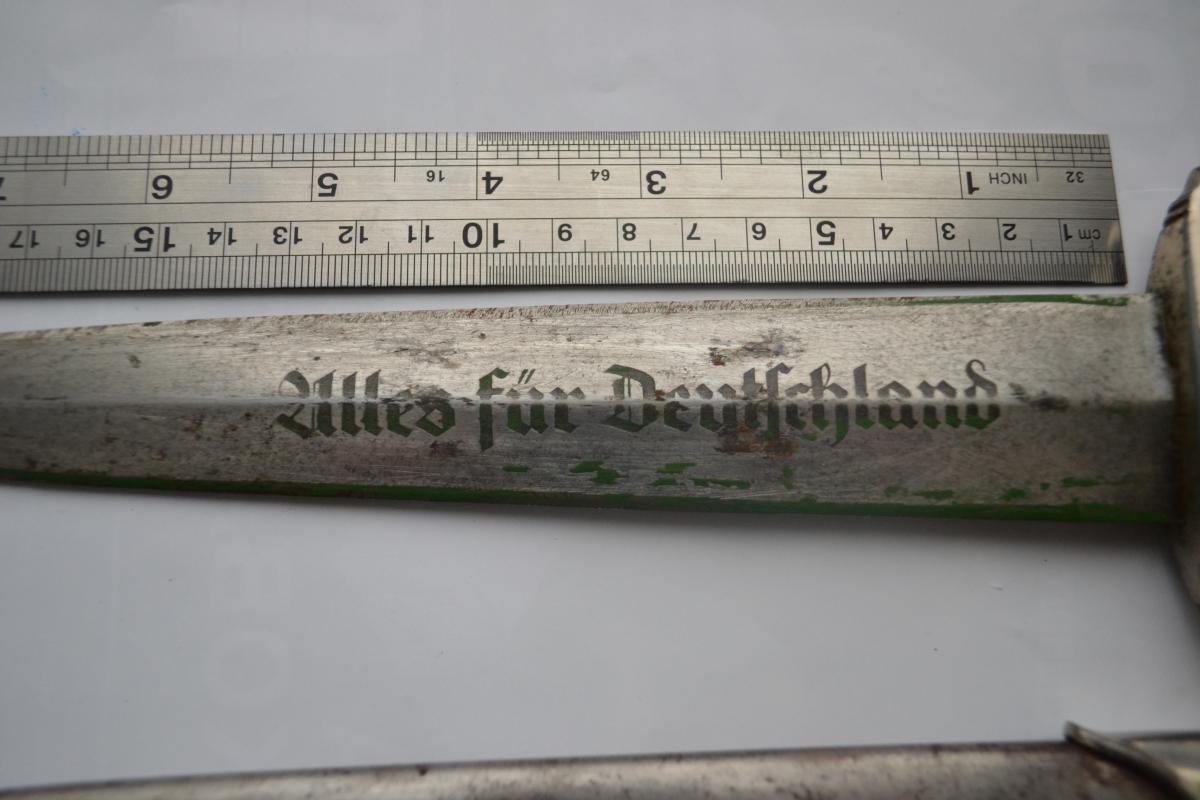 7 6 5 16 4 64 3 2 1 INCH 32
17 16 15 14 13 12 11 10 9 8 7 6 5 4 3 2 1 cm
Alles für Deutschland